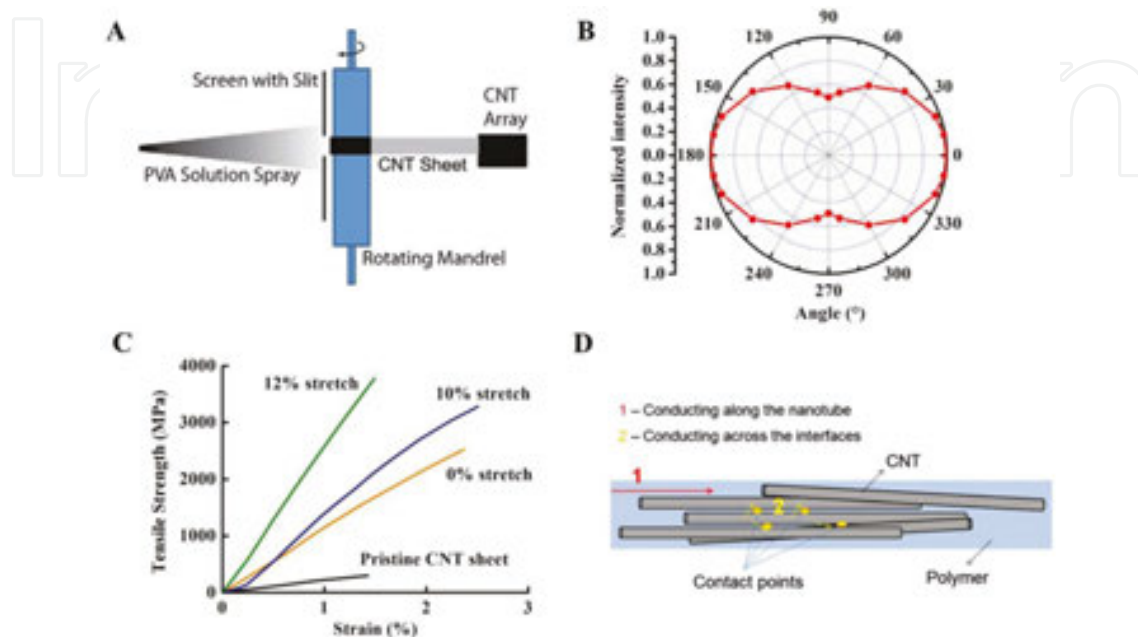 A
Screen with Slit
CNT
Array
CNT Sheet
PVA Solution Spray
Rotating Mandrel
B
Normalized intensity
1.0
0.8
0.6
0.4
0.2
0.0
0.2
0.4
0.6
0.8
1.0
90
120
60
150
30
180
0
210
330
240
300
270
Angle (°)
C
Tensile Strength (MPa)
4000
3000
2000
1000
0
12% stretch
10% stretch
0% stretch
Pristine CNT sheet
0
1
2
3
Strain (%)
D
1 – Conducting along the nanotube
2 – Conducting across the interfaces
CNT
1
2
Contact points
Polymer